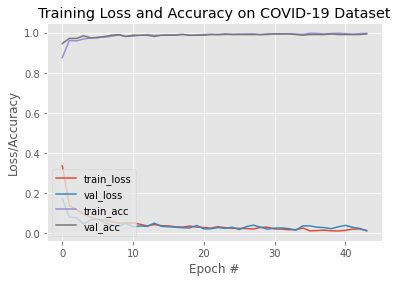 Training Loss and Accuracy on COVID-19 Dataset
Loss/Accuracy
1.0
0.8
0.6
0.4
0.2
0.0
train_loss
val_loss
train_acc
val_acc
0 10 20 30 40
Epoch #